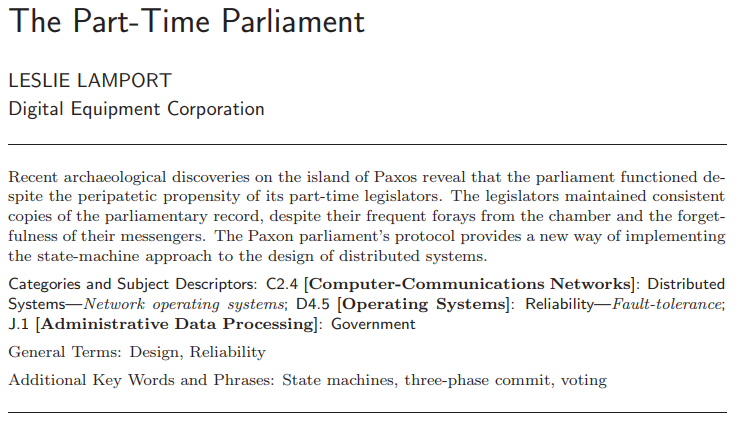 The Part-Time Parliament
LESLIE LAMPORT
Digital Equipment Corporation
Recent archaeological discoveries on the island of Paxos reveal that the parliament functioned de-
spite the peripatetic propensity of its part-time legislators. The legislators maintained consistent
copies of the parliamentary record, despite their frequent forays from the chamber and the forget-
fulness of their messengers. The Paxon parliament's protocol provides a new way of implementing
the state-machine approach to the design of distributed systems.
Categories and Subject Descriptors: C2.4 [Computer-Communications Networks]: Distributed
Systems—Network operating systems; D4.5 [Operating Systems]: Reliability—Fault-tolerance;
J.1 [Administrative Data Processing]: Government
General Terms: Design, Reliability
Additional Key Words and Phrases: State machines, three-phase commit, voting